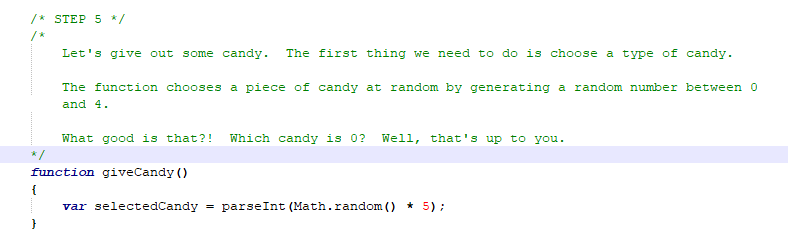 /* STEP 5 */
/*
Let's give out some candy.  The first thing we need to do is choose a type of candy.
The function chooses a piece of candy at random by generating a random number between 0
and 4.
What good is that?!  Which candy is 0?  Well, that's up to you.
*/
function giveCandy()
{
var selectedCandy = parseInt(Math.random() * 5);
}